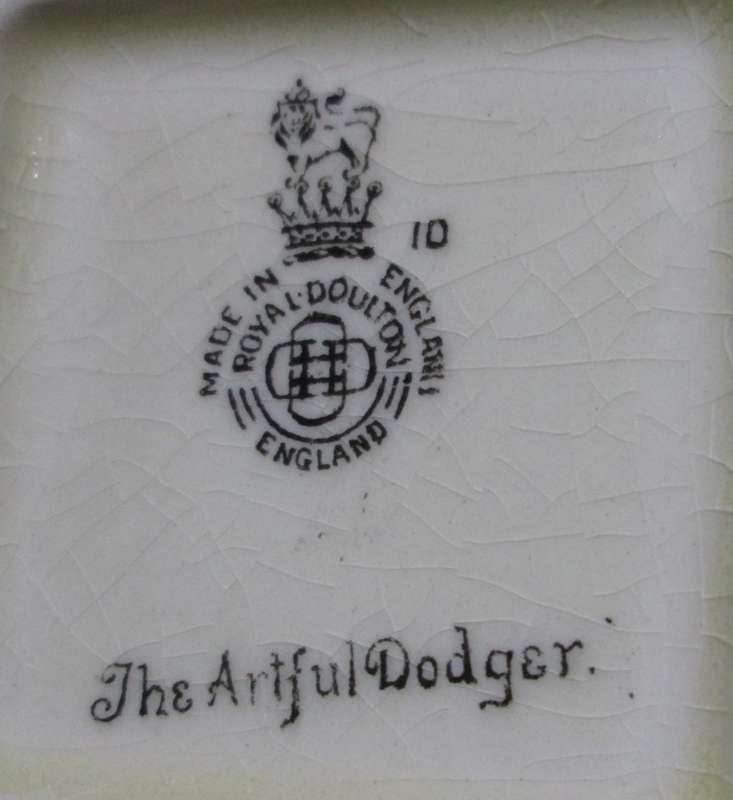 10
MADE IN ENGLAND
ROYAL·DOULTON
ENGLAND
The Artful Dodger.